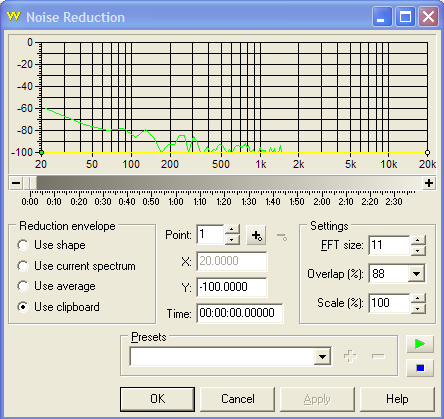 Noise Reduction
0
-20
-40
-60
-80
-100
20 50 100 200 500 1k 2k 5k 10k 20k
0:00 0:10 0:20 0:30 0:40 0:50 1:00 1:10 1:20 1:30 1:40 1:50 2:00 2:10 2:20 2:30
Reduction envelope
Use shape
Use current spectrum
Use average
Use clipboard
Point: 1
X: 20.0000
Y: -100.0000
Time: 00:00:00.00000
Settings
FFT size: 11
Overlap (%): 88
Scale (%): 100
Presets
OK Cancel Apply Help